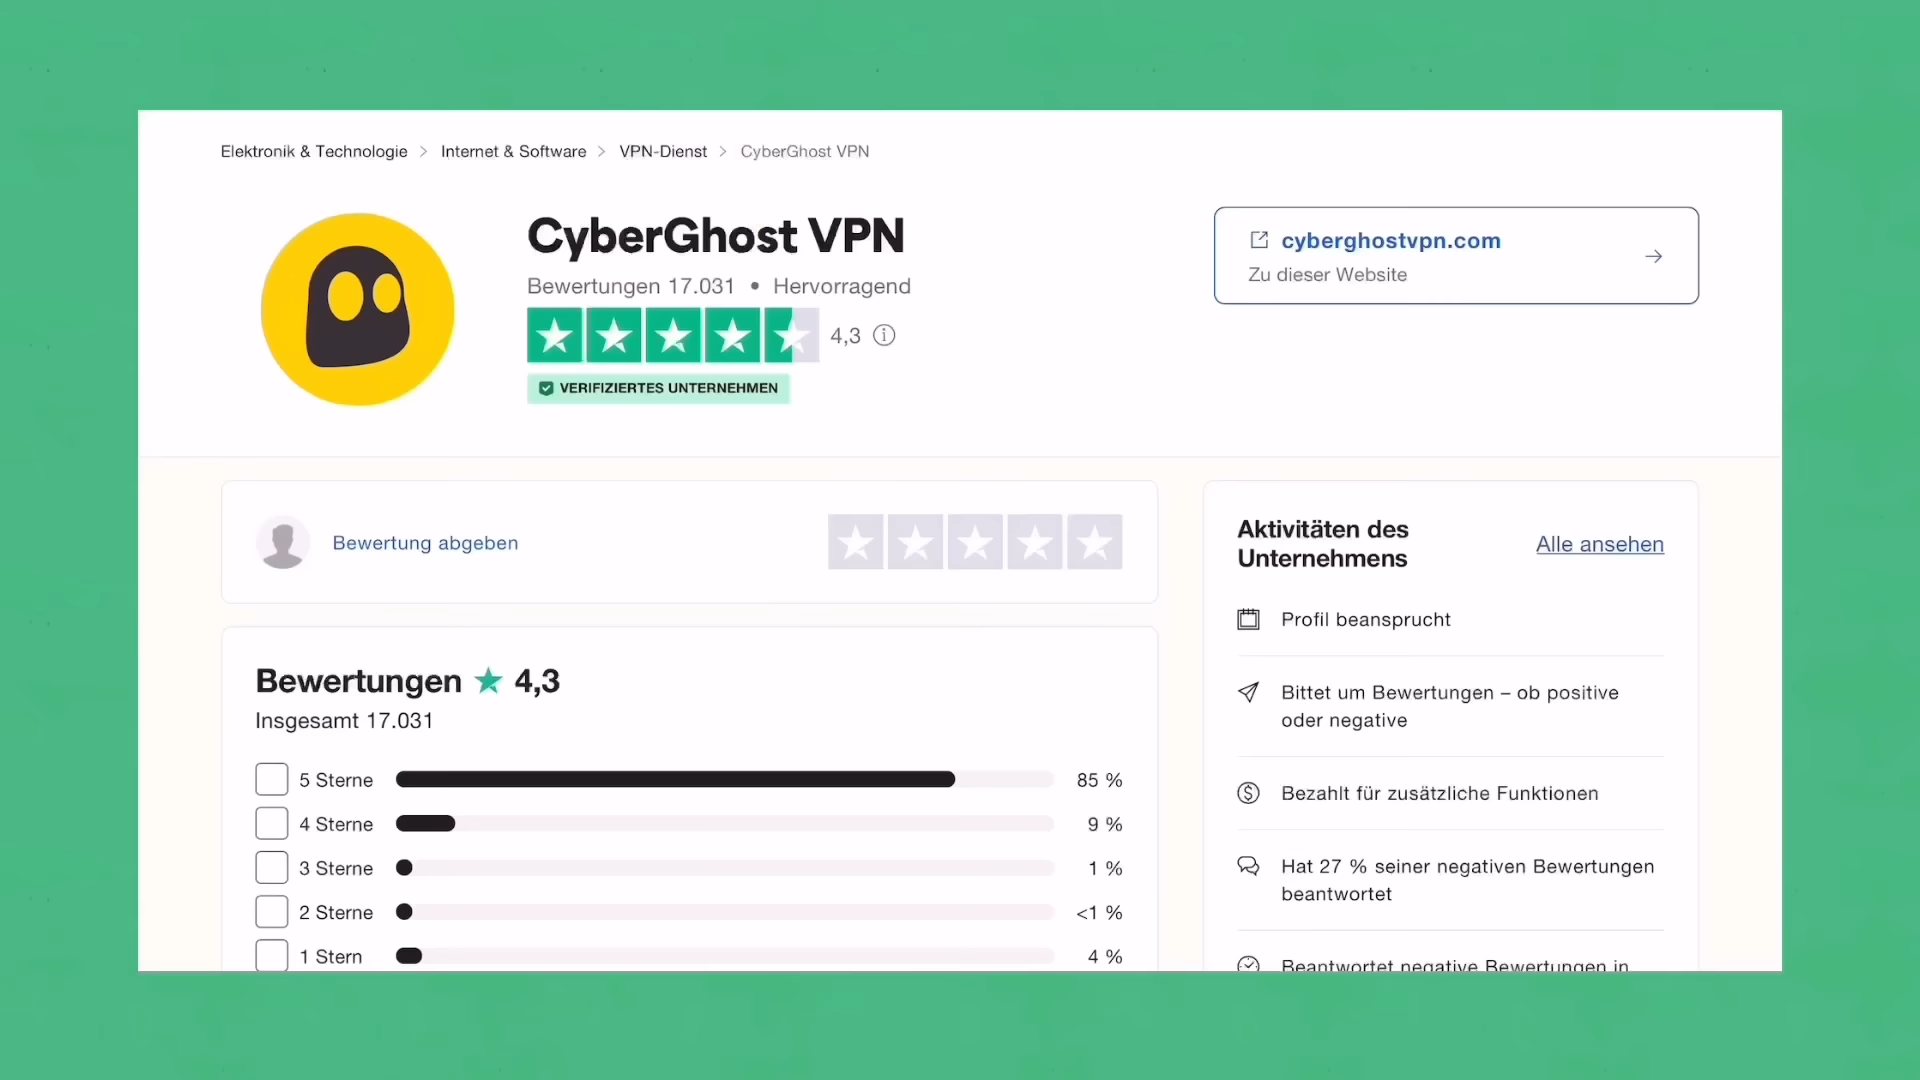 Elektronik & Technologie > Internet & Software > VPN-Dienst > CyberGhost VPN
CyberGhost VPN
Bewertungen 17.031 • Hervorragend
4,3
VERIFIZIERTES UNTERNEHMEN
cyberghostvpn.com
Zu dieser Website
Bewertung abgeben
Bewertungen ★ 4,3
Insgesamt 17.031
5 Sterne 85 %
4 Sterne 9 %
3 Sterne 1 %
2 Sterne <1 %
1 Stern 4 %
Aktivitäten des
Unternehmens
Alle ansehen
Profil beansprucht
Bittet um Bewertungen – ob positive
oder negative
Bezahlt für zusätzliche Funktionen
Hat 27 % seiner negativen Bewertungen
beantwortet
Beantwortet negative Bewertungen in